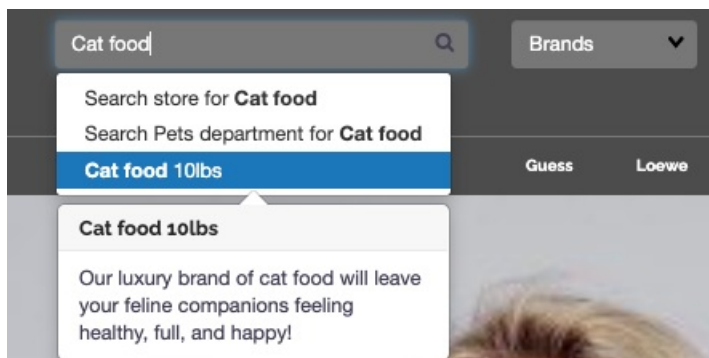 Cat food
Brands
Search store for Cat food
Search Pets department for Cat food
Cat food 10lbs
Guess
Loewe
Cat food 10lbs
Our luxury brand of cat food will leave
your feline companions feeling
healthy, full, and happy!